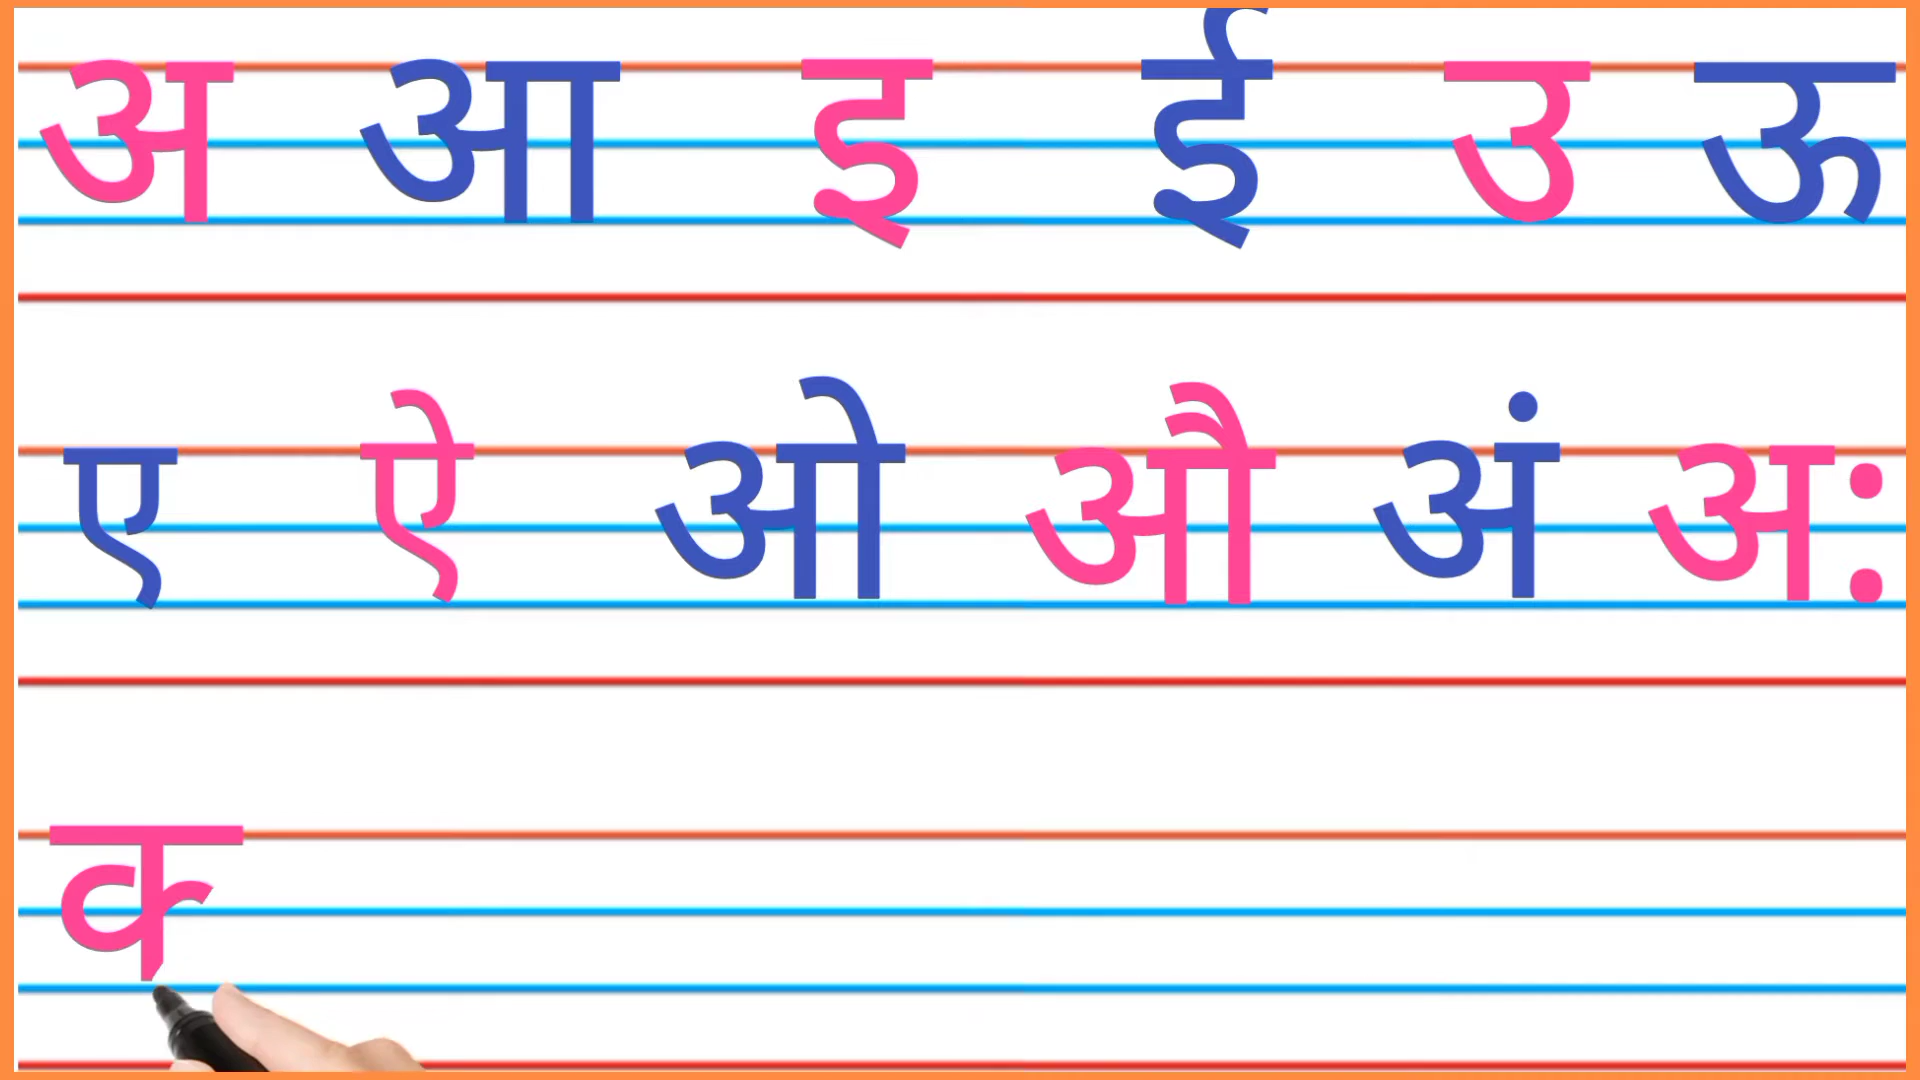 अ आ इ ई उ ऊ
ए ऐ ओ औ अं अः
क